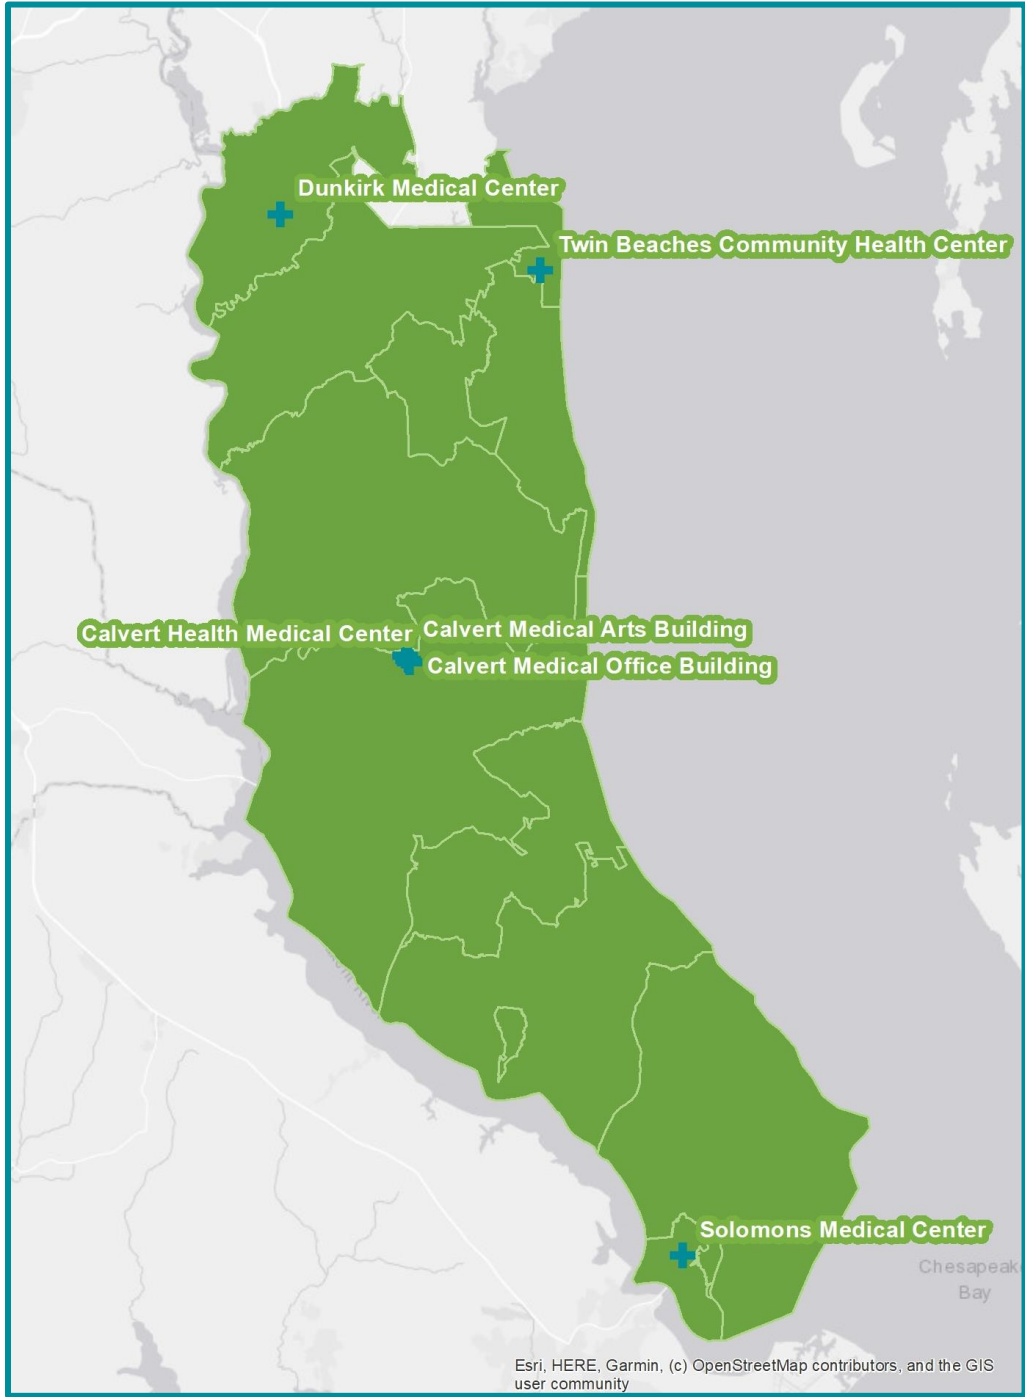 Dunkirk Medical Center
Twin Beaches Community Health Center
Calvert Health Medical Center
Calvert Medical Arts Building
Calvert Medical Office Building
Solomons Medical Center
Chesapeake
Bay
Esri, HERE, Garmin, (c) OpenStreetMap contributors, and the GIS
user community